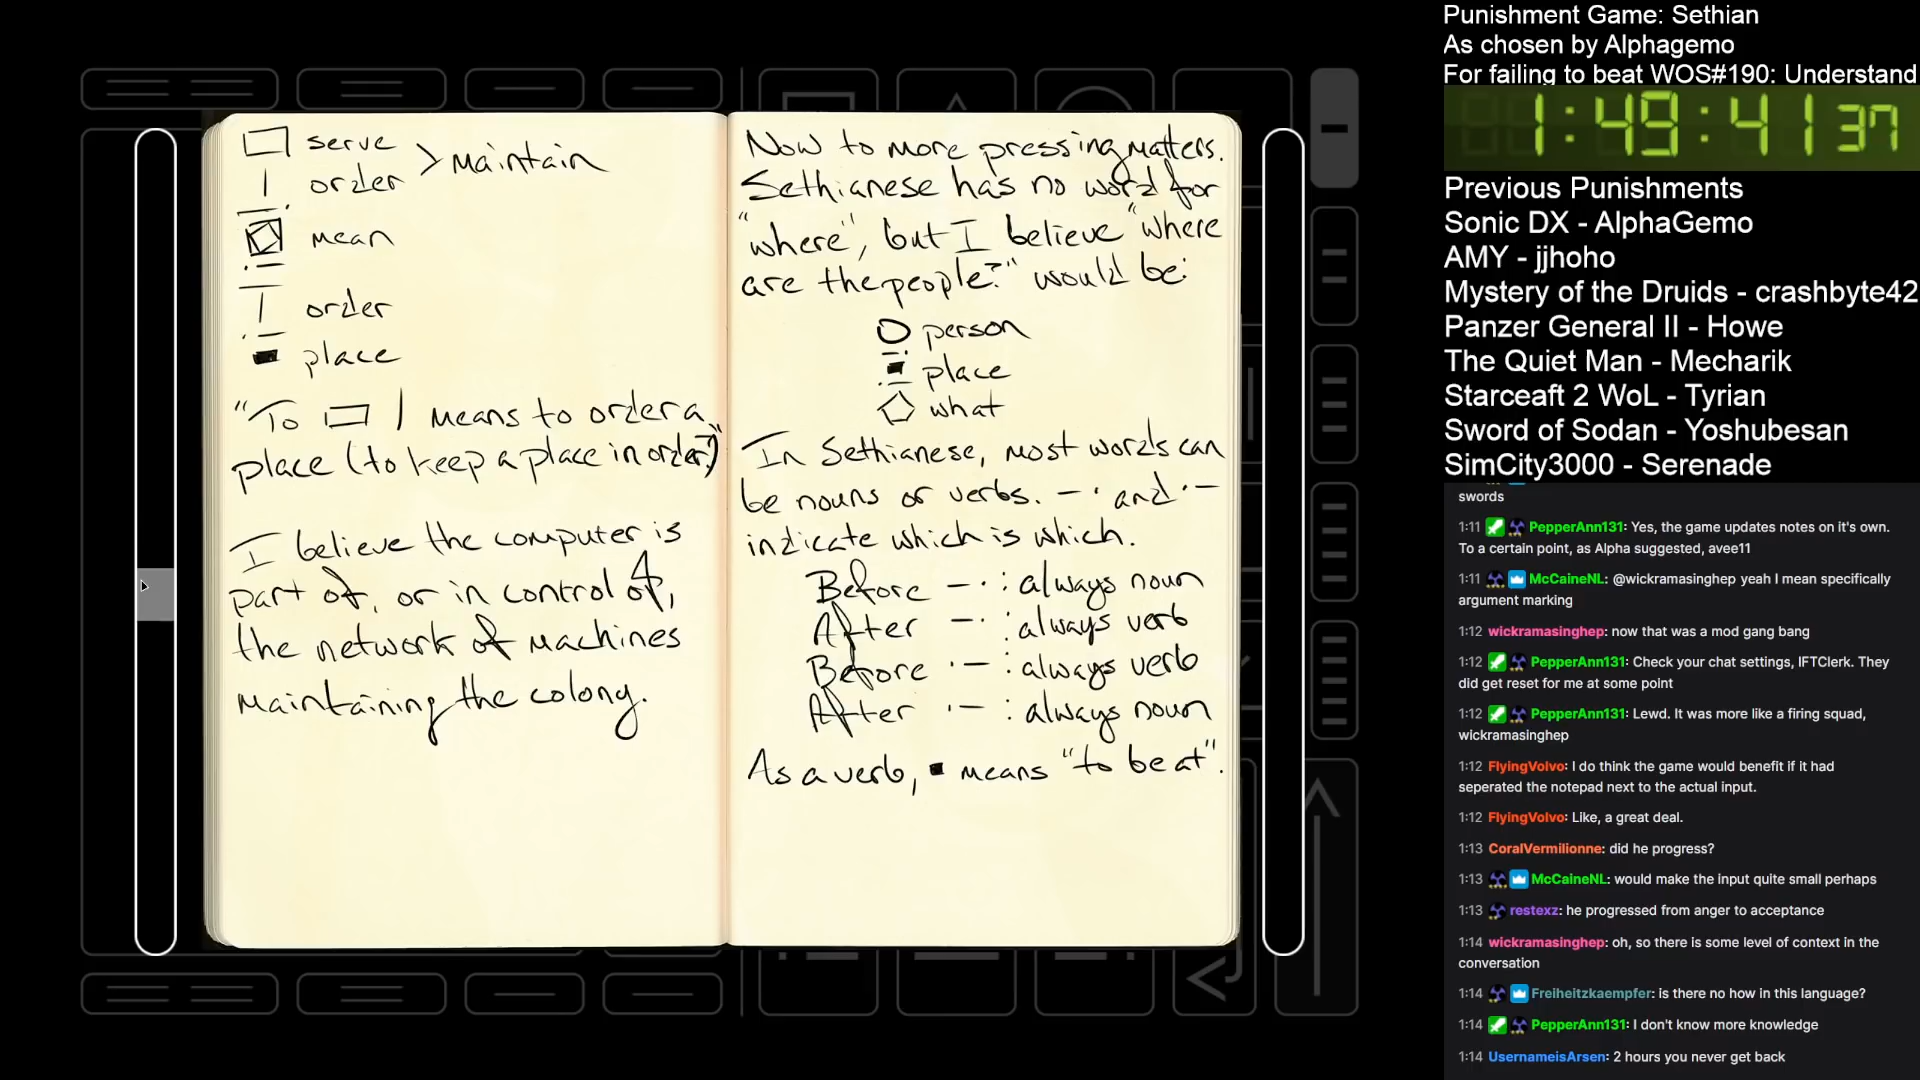 serve
order > Maintain
mean
order
place
"To means to order a
place (to keep a place in order?)"
I believe the computer is
part of, or in control of,
the network of machines
maintaining the colony.
Now to more pressing matters.
Sethianese has no word for
"where", but I believe "where
are the people?" would be:
person
place
what
In Sethianese, most words can
be nouns or verbs. —· and ·—
indicate which is which.
Before —· : always noun
After —· : always verb
Before ·— : always verb
After ·— : always noun
As a verb, ▪ means "to be at".
Punishment Game: Sethian
As chosen by Alphagemo
For failing to beat WOS#190: Understand
1:49:41 37
Previous Punishments
Sonic DX - AlphaGemo
AMY - jjhoho
Mystery of the Druids - crashbyte42
Panzer General II - Howe
The Quiet Man - Mecharik
Starceaft 2 WoL - Tyrian
Sword of Sodan - Yoshubesan
SimCity3000 - Serenade
swords
1:11 PepperAnn131: Yes, the game updates notes on it's own.
To a certain point, as Alpha suggested, avee11
1:11 McCaineNL: @wickramasinghep yeah I mean specifically
argument marking
1:12 wickramasinghep: now that was a mod gang bang
1:12 PepperAnn131: Check your chat settings, IFTClerk. They
did get reset for me at some point
1:12 PepperAnn131: Lewd. It was more like a firing squad,
wickramasinghep
1:12 FlyingVolvo: I do think the game would benefit if it had
seperated the notepad next to the actual input.
1:12 FlyingVolvo: Like, a great deal.
1:13 CoralVermilionne: did he progress?
1:13 McCaineNL: would make the input quite small perhaps
1:13 restexz: he progressed from anger to acceptance
1:14 wickramasinghep: oh, so there is some level of context in the
conversation
1:14 Freiheitzkaempfer: is there no how in this language?
1:14 PepperAnn131: I don't know more knowledge
1:14 UsernameisArsen: 2 hours you never get back